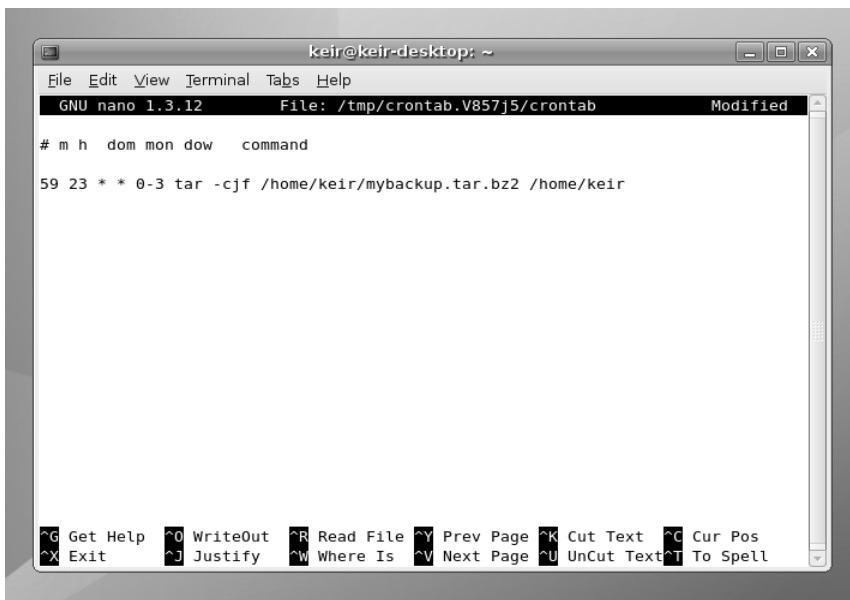 keir@keir-desktop: ~
File Edit View Terminal Tabs Help
GNU nano 1.3.12 File: /tmp/crontab.V857j5/crontab Modified
# m h  dom mon dow   command
59 23 * * 0-3 tar -cjf /home/keir/mybackup.tar.bz2 /home/keir
^G Get Help ^O WriteOut ^R Read File ^Y Prev Page ^K Cut Text ^C Cur Pos
^X Exit ^J Justify ^W Where Is ^V Next Page ^U UnCut Text ^T To Spell